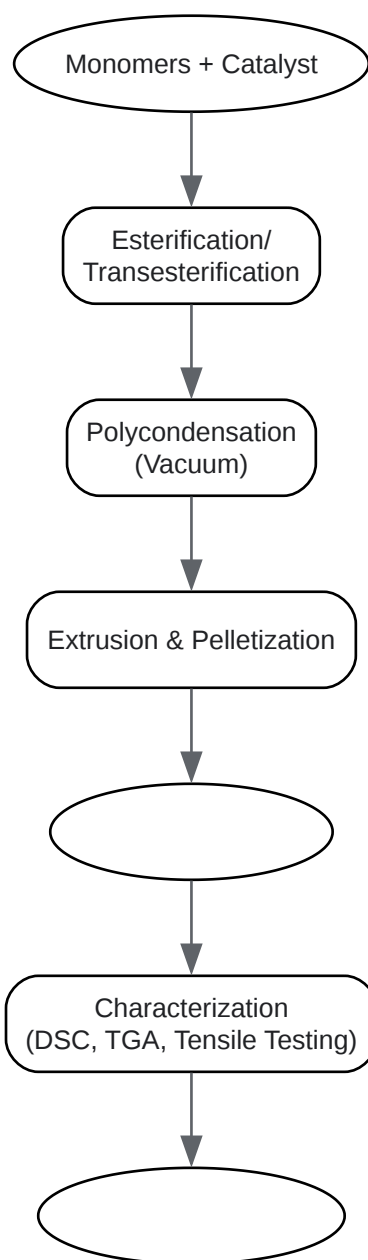 Monomers + Catalyst
Esterification/
Transesterification
Polycondensation
(Vacuum)
Extrusion & Pelletization
Characterization
(DSC, TGA, Tensile Testing)